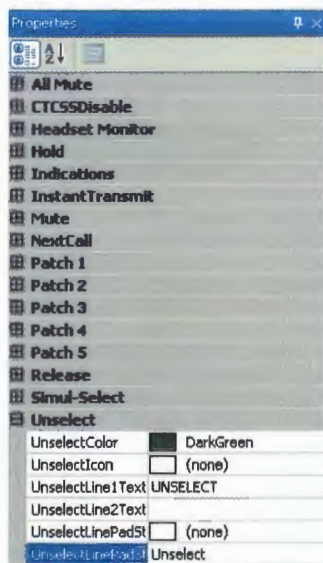 Properties
All Mute
CTCSSDisable
Headset Monitor
Hold
Indications
InstantTransmit
Mute
NextCall
Patch 1
Patch 2
Patch 3
Patch 4
Patch 5
Release
Simul-Select
Unselect
UnselectColor DarkGreen
UnselectIcon (none)
UnselectLine1Text UNSELECT
UnselectLine2Text
UnselectLinePadSt (none)
UnselectLinePadSt Unselect